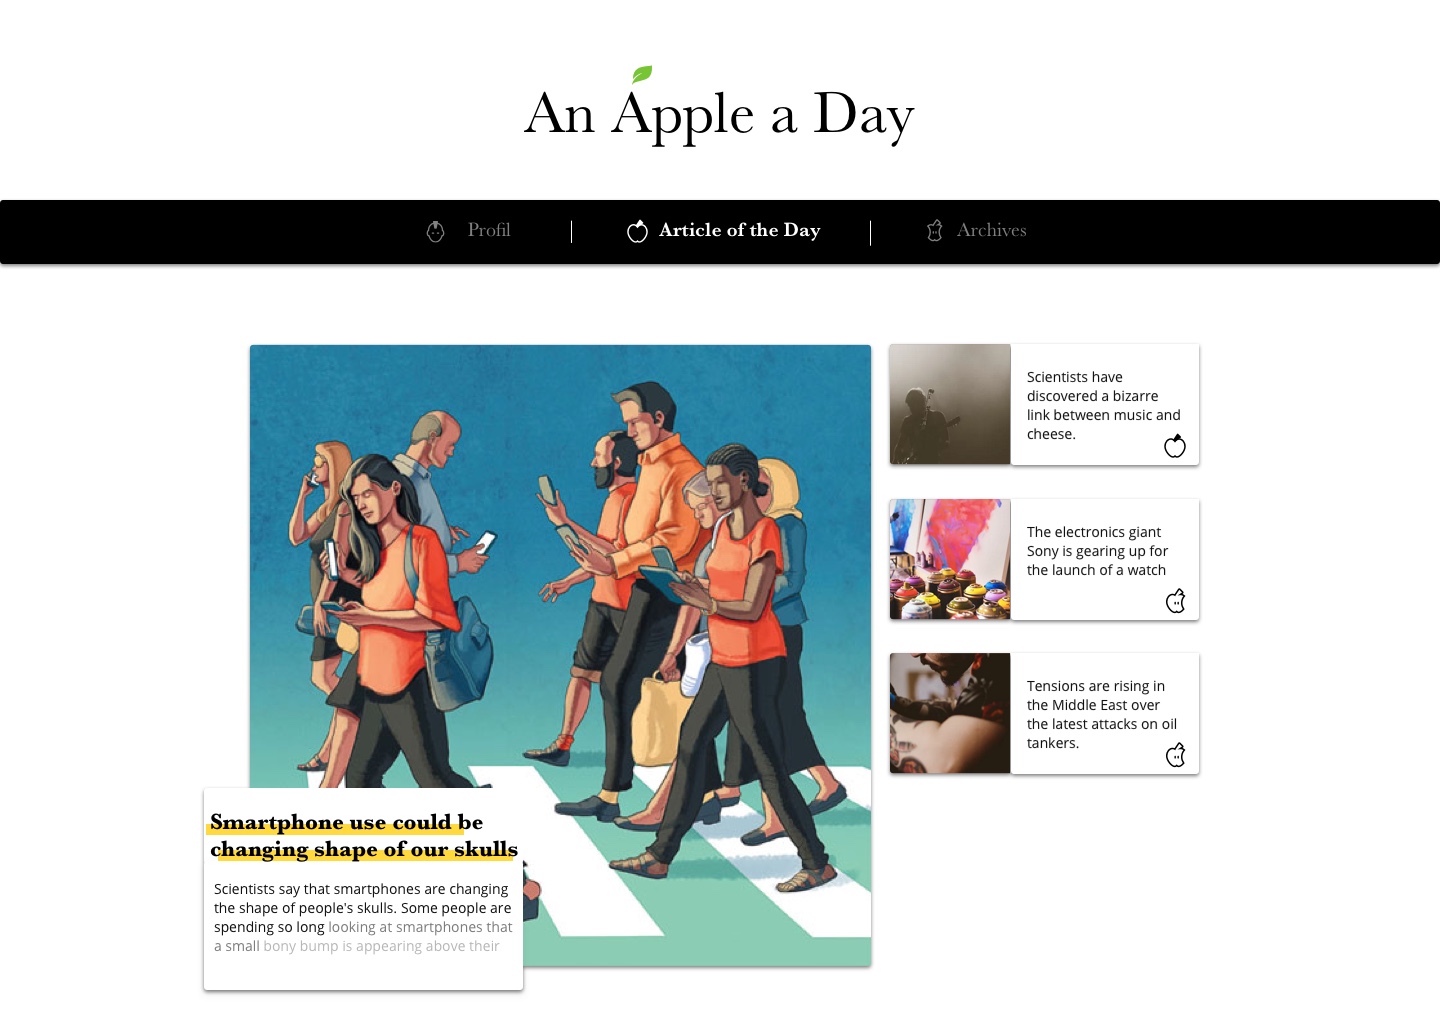 An Apple a Day
Profil
Article of the Day
Archives
Scientists have
discovered a bizarre
link between music and
cheese.
The electronics giant
Sony is gearing up for
the launch of a watch
Tensions are rising in
the Middle East over
the latest attacks on oil
tankers.
Smartphone use could be
changing shape of our skulls
Scientists say that smartphones are changing
the shape of people's skulls. Some people are
spending so long looking at smartphones that
a small bony bump is appearing above their